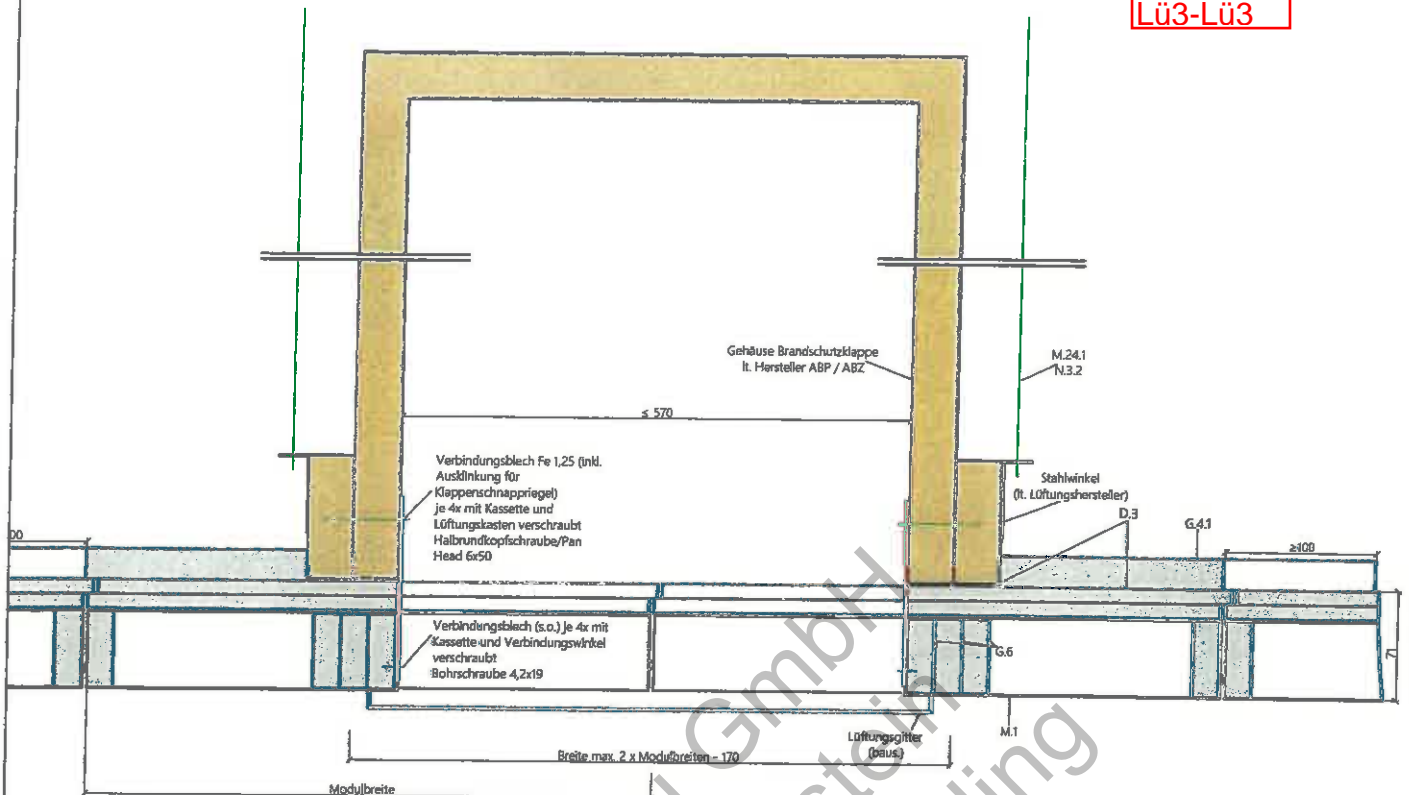 Lü3-Lü3
Gehäuse Brandschutzklappe
lt. Hersteller ABP / ABZ
M.24.1
N.3.2
≤ 570
Verbindungsblech Fe 1,25 (inkl.
Ausklinkung für
Klappenschnappriegel)
je 4x mit Kassette und
Lüftungskasten verschraubt
Halbrundkopfschraube/Pan
Head 6x50
Stahlwinkel
(lt. Lüftungshersteller)
D.3
G.4.1
00
≥100
Verbindungsblech (s.o.) je 4x mit
Kassette und Verbindungswinkel
verschraubt
Bohrschraube 4,2x19
G.6
71
M.1
Lüftungsgitter
(baus.)
Breite max. 2 x Modulbreiten - 170
Modulbreite
GmbH